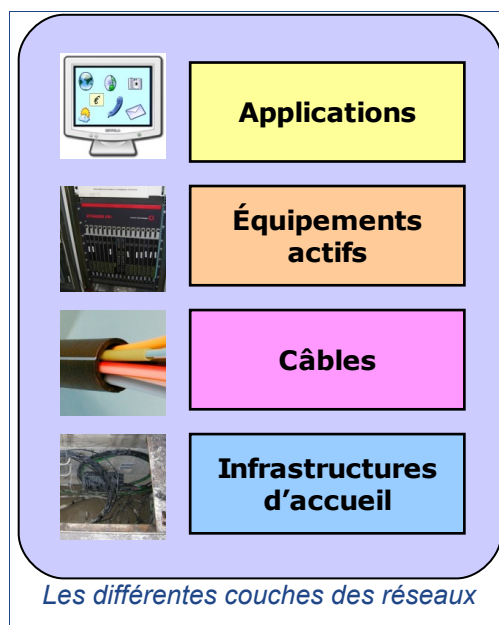 Applications
Équipements
actifs
Câbles
Infrastructures
d’accueil
Les différentes couches des réseaux